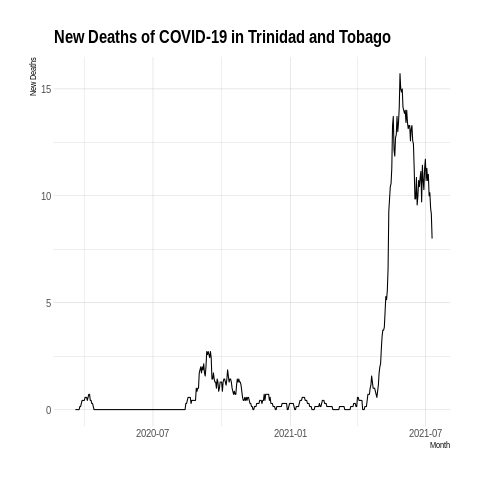 New Deaths of COVID-19 in Trinidad and Tobago
New Deaths
15
10
5
0
2020-07
2021-01
2021-07
Month